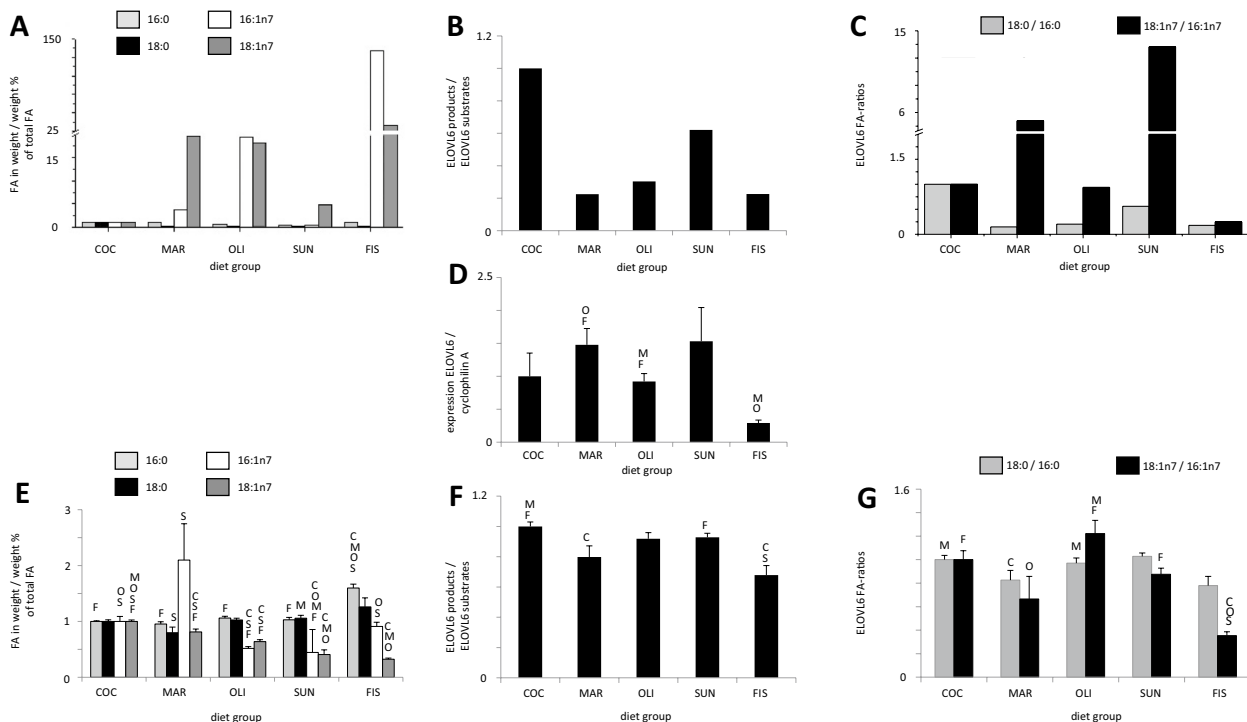 A
16:0
16:1n7
18:0
18:1n7
FA in weight / weight %
of total FA
150
25
15
0
COC
MAR
OLI
SUN
FIS
diet group
B
ELOVL6 products /
ELOVL6 substrates
1.2
0
COC
MAR
OLI
SUN
FIS
diet group
C
18:0 / 16:0
18:1n7 / 16:1n7
ELOVL6 FA-ratios
15
6
1.5
0
COC
MAR
OLI
SUN
FIS
diet group
D
expression ELOVL6 /
cyclophilin A
2.5
0
O
F
M
F
M
O
COC
MAR
OLI
SUN
FIS
diet group
E
16:0
16:1n7
18:0
18:1n7
FA in weight / weight %
of total FA
3
2
1
0
F
O
S
M
O
S
F
F
S
S
C
S
F
F
C
S
F
C
S
F
F
M
C
O
M
F
C
M
O
C
M
O
S
O
S
C
M
O
COC
MAR
OLI
SUN
FIS
diet group
F
ELOVL6 products /
ELOVL6 substrates
1.2
0
M
F
C
F
C
S
COC
MAR
OLI
SUN
FIS
diet group
G
18:0 / 16:0
18:1n7 / 16:1n7
ELOVL6 FA-ratios
1.6
0
M
F
C
O
M
M
F
F
C
O
S
COC
MAR
OLI
SUN
FIS
diet group